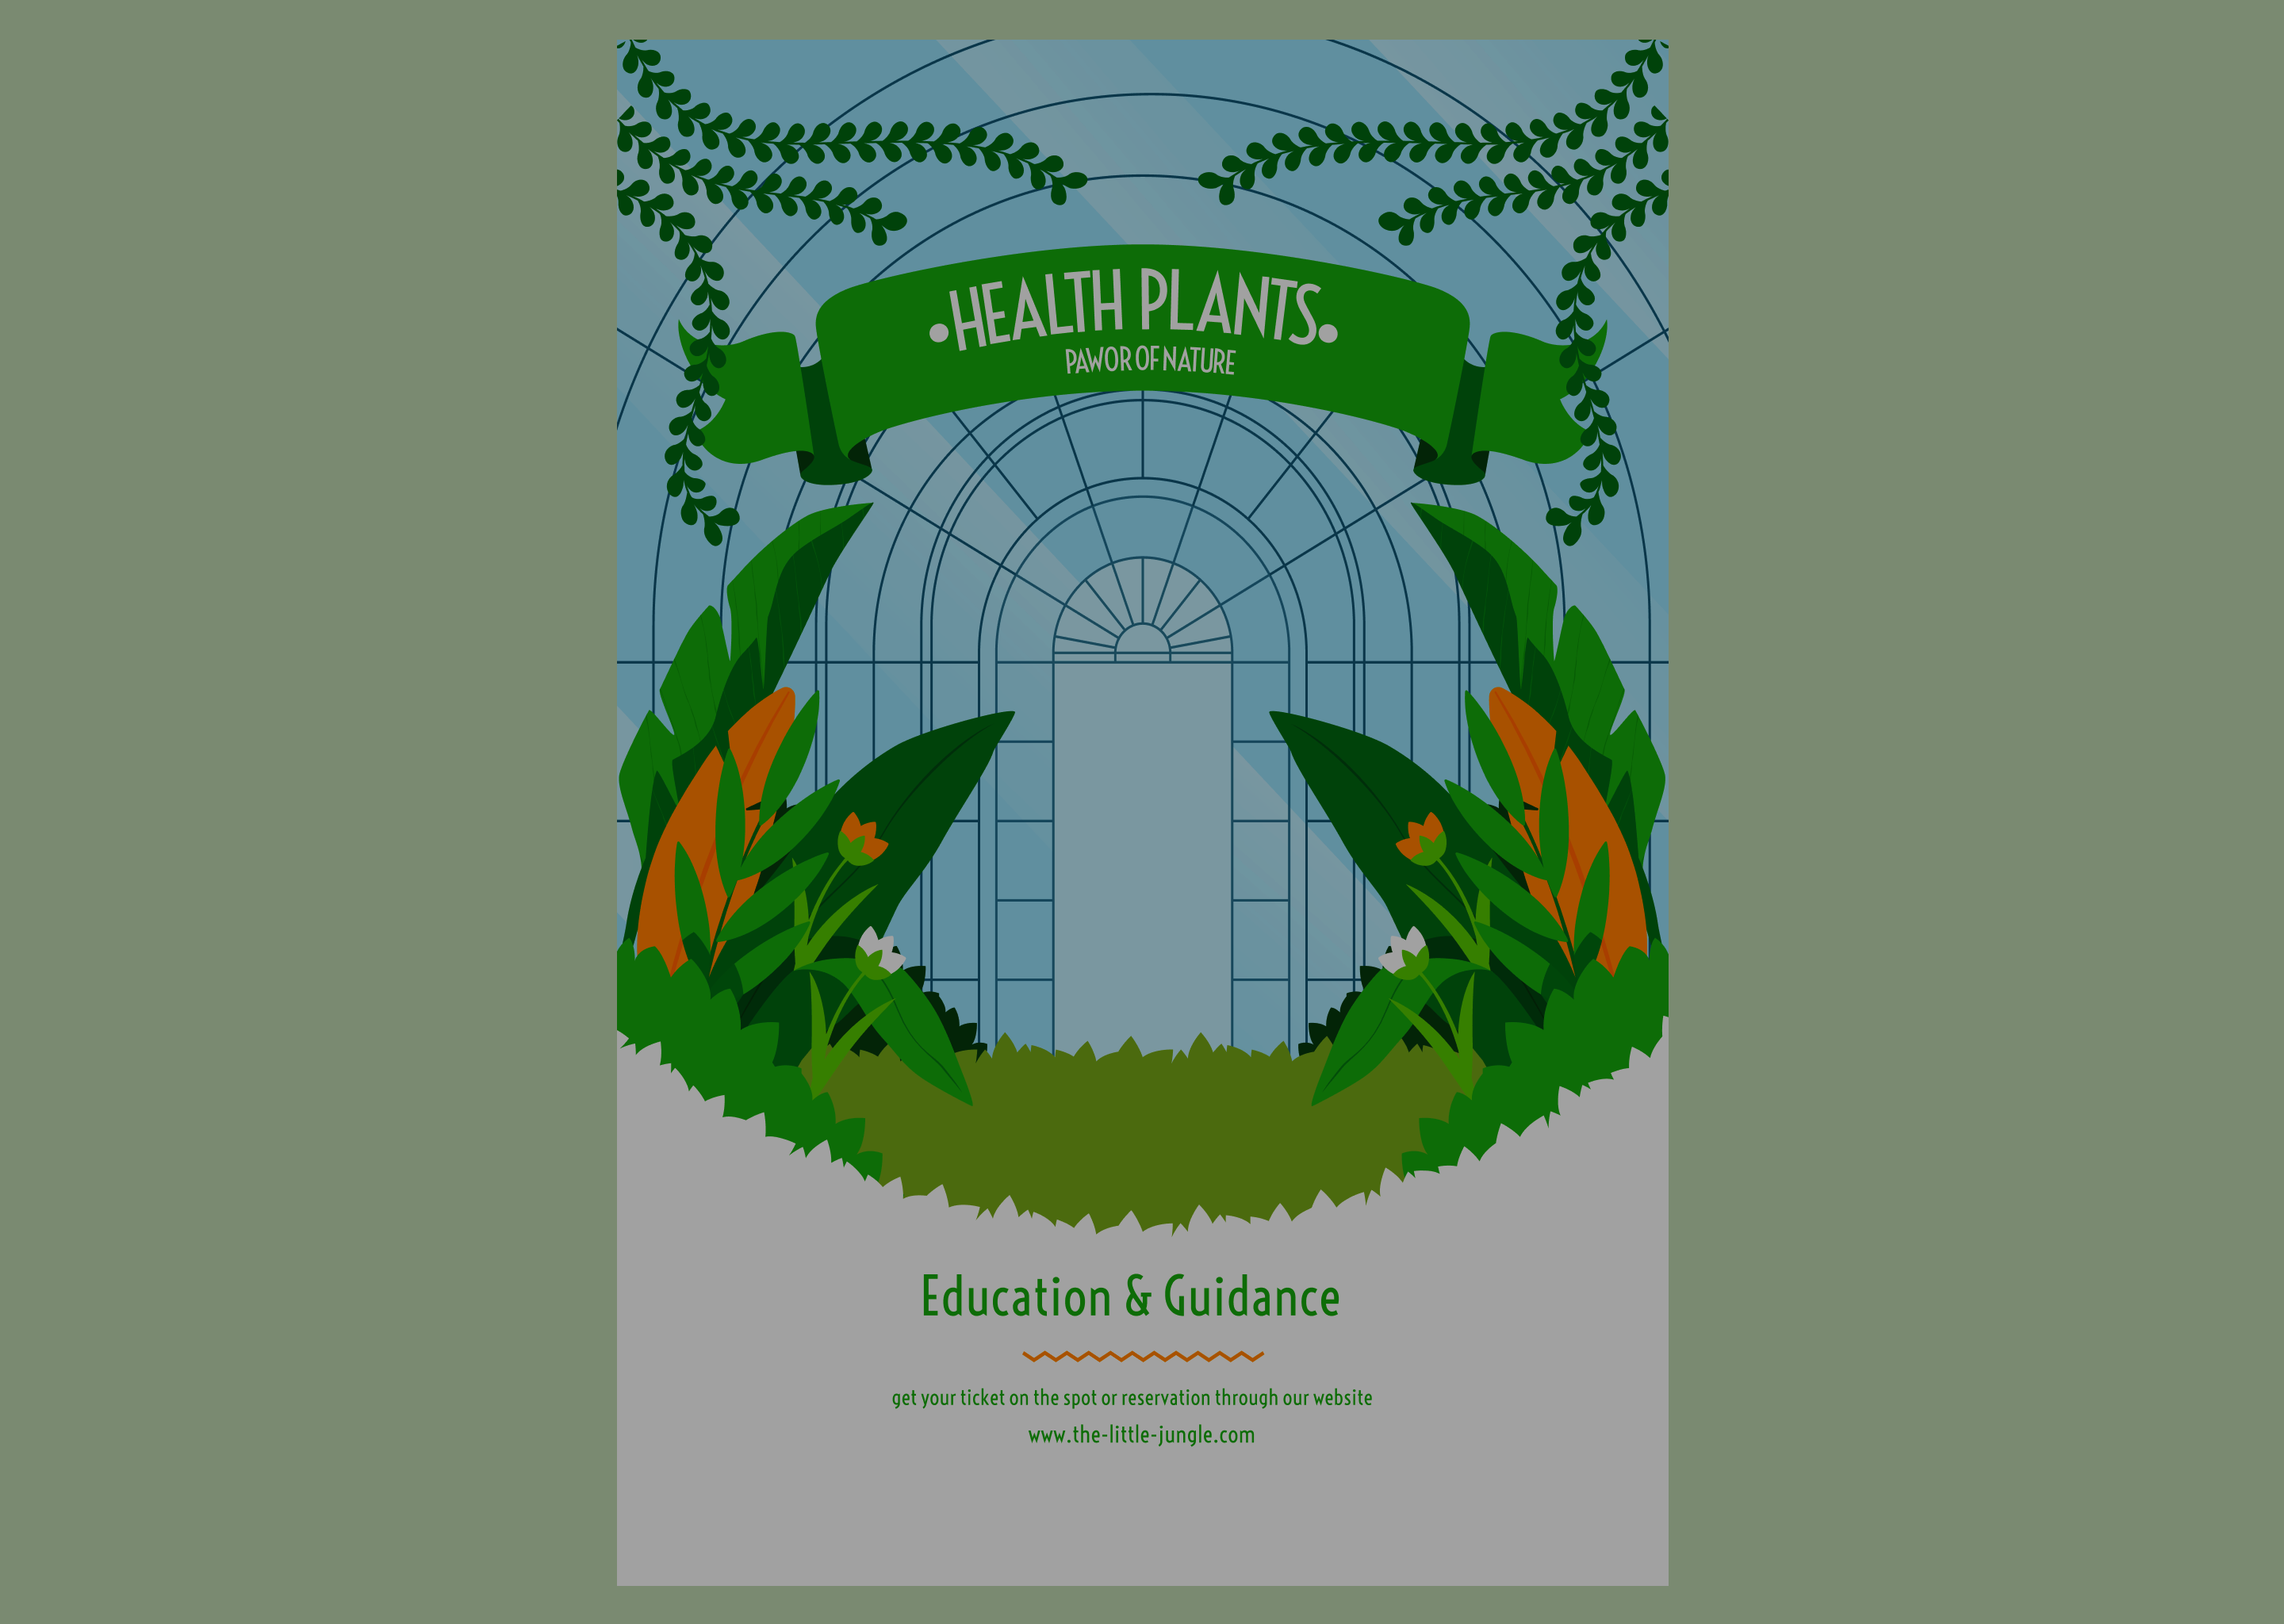 .HEALTH PLANTS.
PAWOR OF NATURE
Education & Guidance
get your ticket on the spot or reservation through our website
www.the-little-jungle.com